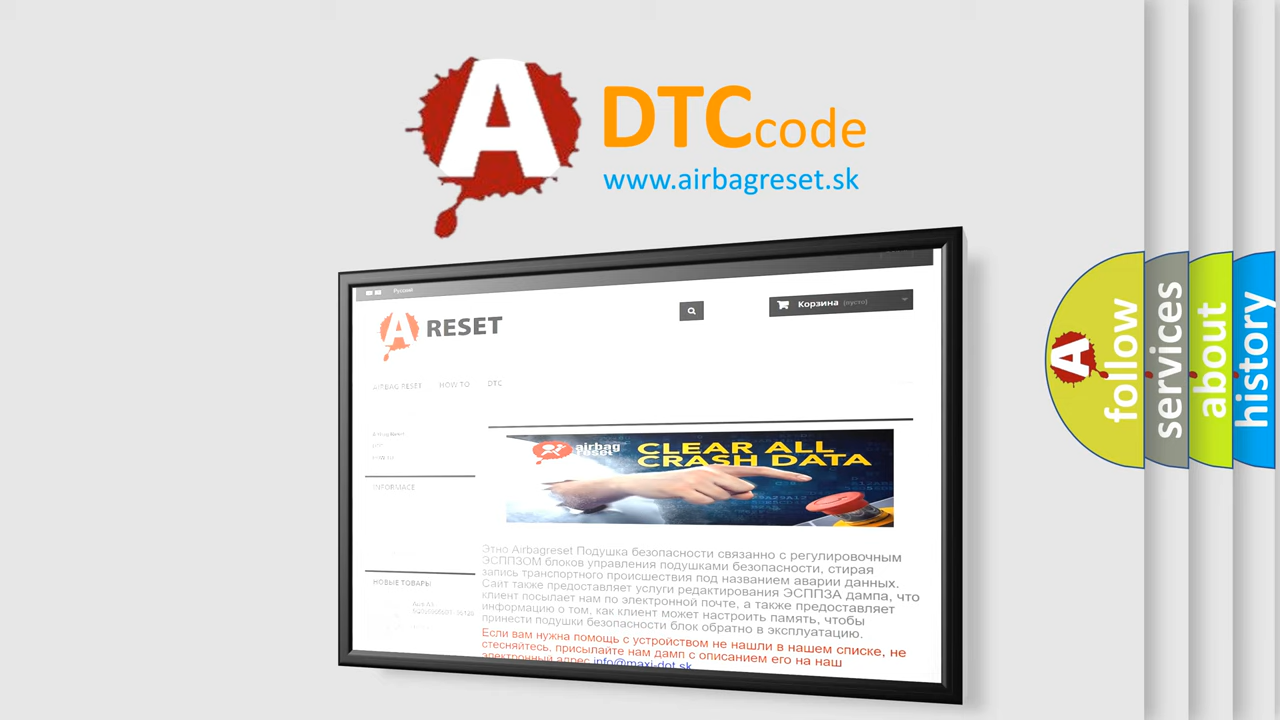 A
DTCcode
www.airbagreset.sk
Русский
A RESET
Корзина (пусто)
AIRBAG RESET HOW TO DTC
Airbag Reset
HOW TO
INFORMACE
airbag
reset
CLEAR ALL
CRASH DATA
Этно Airbagreset Подушка безопасности связанно с регулировочным
ЭСППЗОМ блоков управления подушками безопасности, стирая
запись транспортного происшествия под названием аварии данных.
Сайт также предоставляет услуги редактирования ЭСППЗА дампа, что
клиент посылает нам по электронной почте, а также предоставляет
информацию о том, как клиент может настроить память, чтобы
принести подушки безопасности блок обратно в эксплуатацию.
Если вам нужна помощь с устройством не нашли в нашем списке, не
стесняйтесь, присылайте нам дамп с описанием его на наш
электронный адрес info@maxi-dot.sk
НОВЫЕ ТОВАРЫ
A
follow
services
about
history